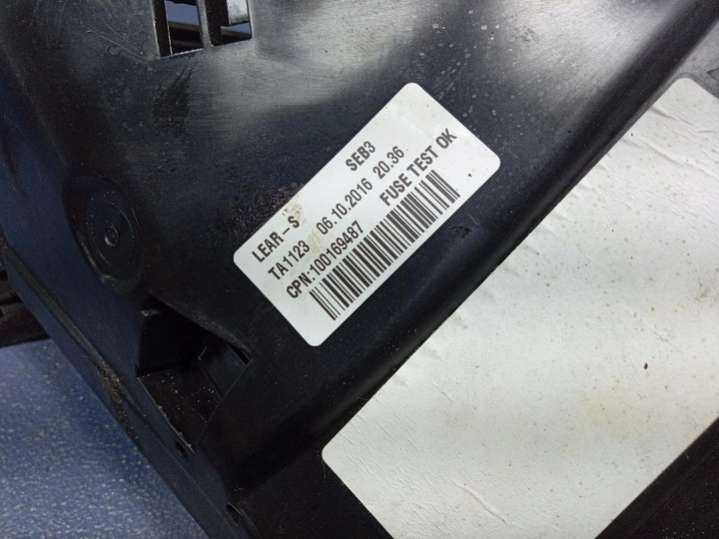 LEAR - S SEB3
TA1123 06.10.2016 20.36
CPN:100169487 FUSE TEST OK